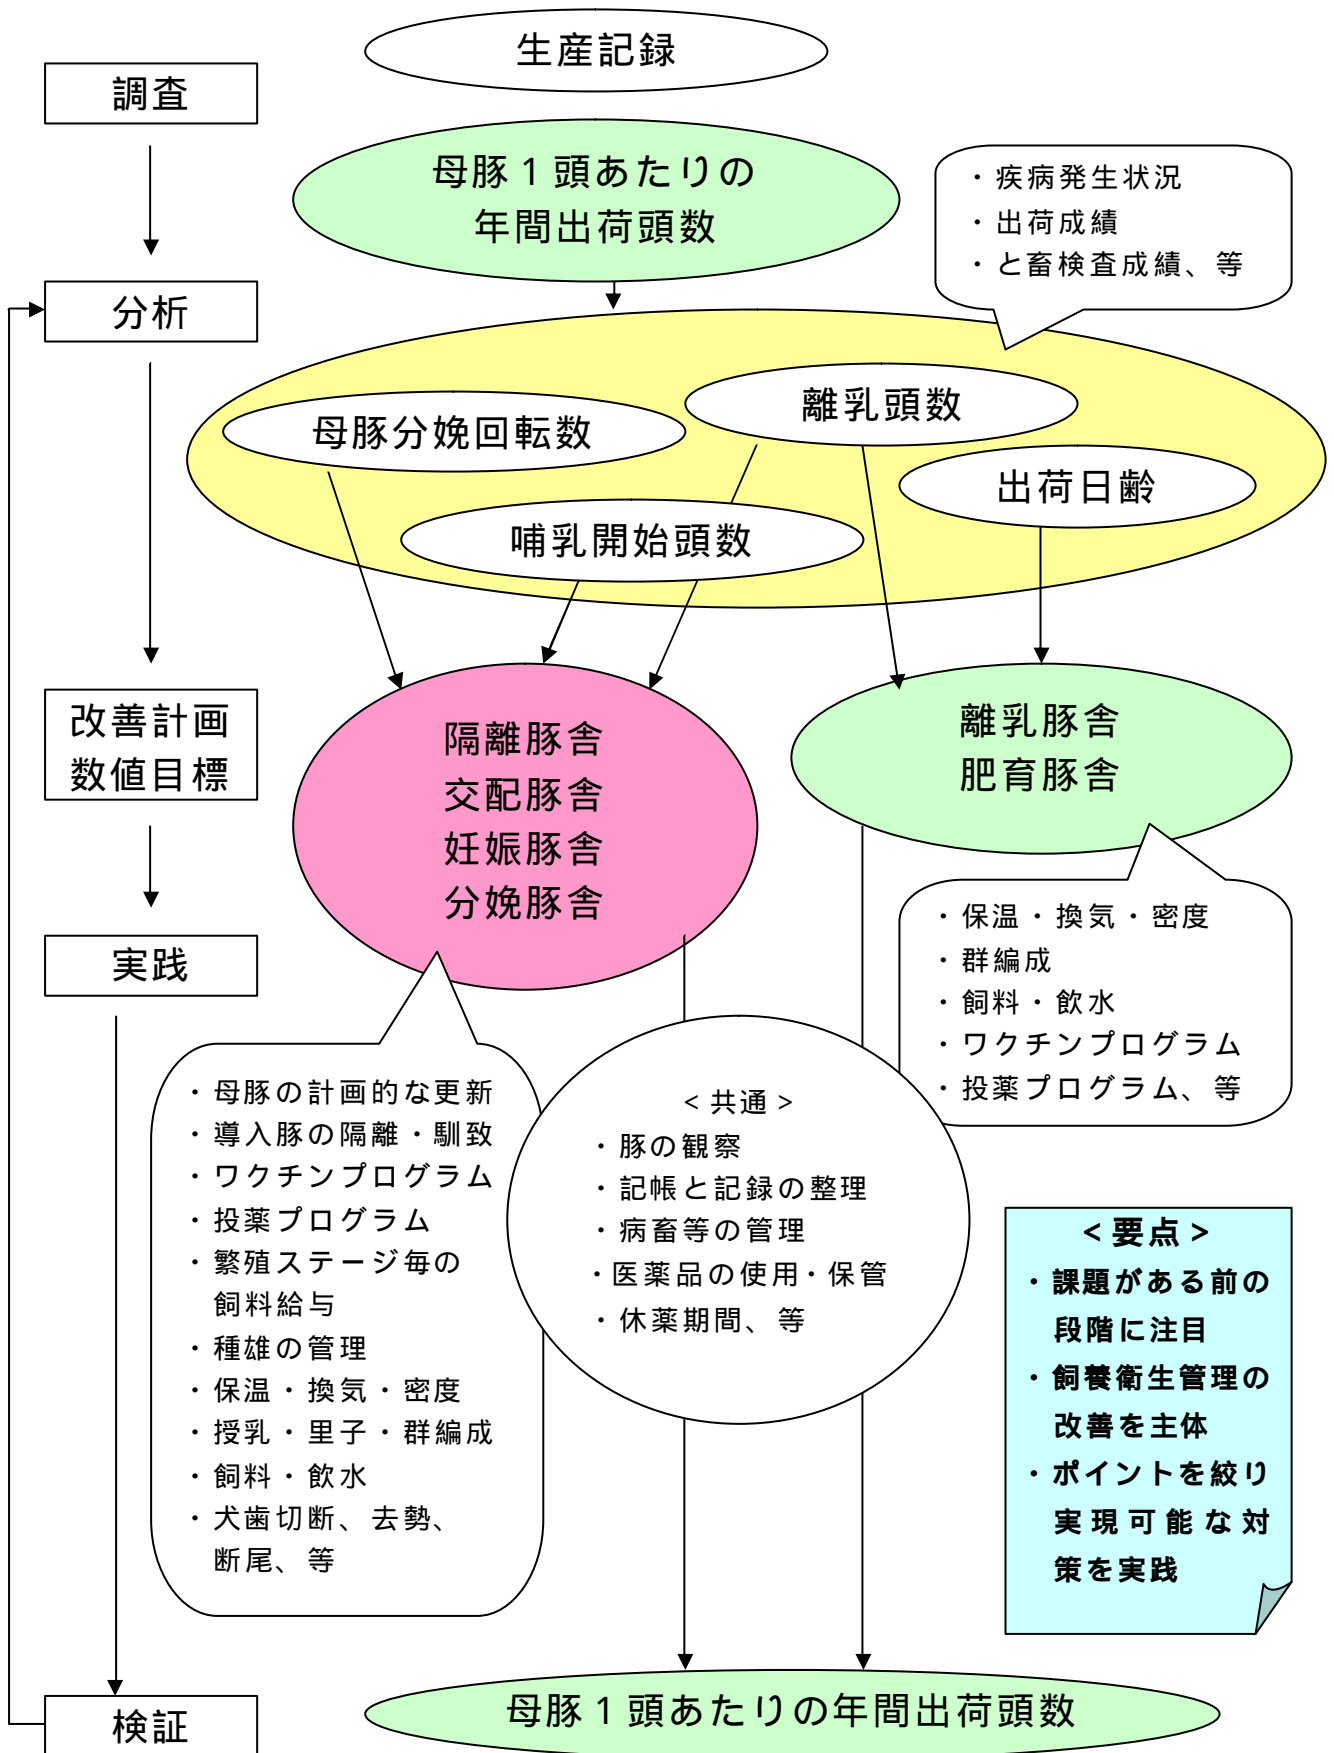 生産記録
調査
母豚１頭あたりの
年間出荷頭数
・疾病発生状況
・出荷成績
・と畜検査成績、等
分析
離乳頭数
母豚分娩回転数
出荷日齢
哺乳開始頭数
改善計画
数値目標
隔離豚舎
交配豚舎
妊娠豚舎
分娩豚舎
離乳豚舎
肥育豚舎
実践
・保温・換気・密度
・群編成
・飼料・飲水
・ワクチンプログラム
・投薬プログラム、等
・母豚の計画的な更新
・導入豚の隔離・馴致
・ワクチンプログラム
・投薬プログラム
・繁殖ステージ毎の
飼料給与
・種雄の管理
・保温・換気・密度
・授乳・里子・群編成
・飼料・飲水
・犬歯切断、去勢、
断尾、等
＜共通＞
・豚の観察
・記帳と記録の整理
・病畜等の管理
・医薬品の使用・保管
・休薬期間、等
＜要点＞
・課題がある前の
段階に注目
・飼養衛生管理の
改善を主体
・ポイントを絞り
実現可能な対
策を実践
検証
母豚１頭あたりの年間出荷頭数